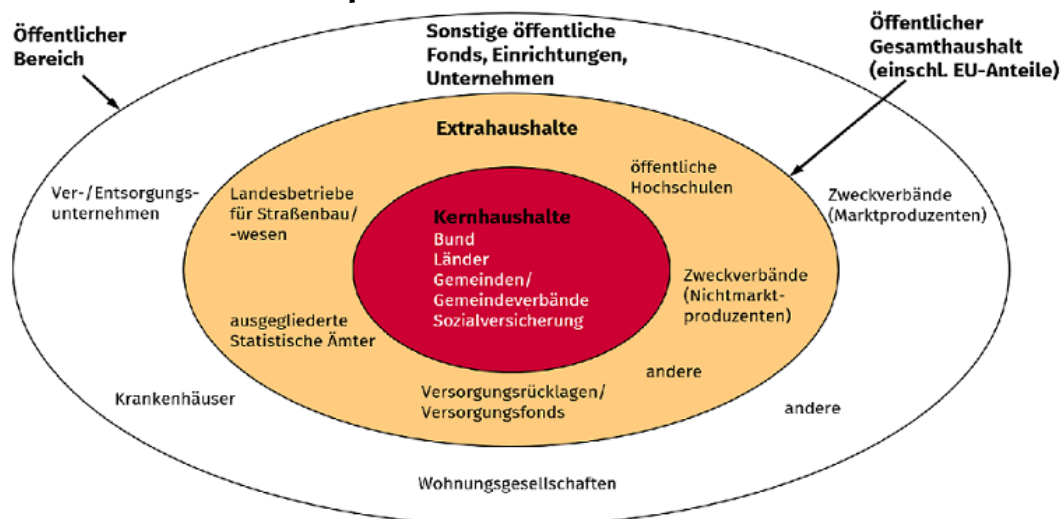 Öffentlicher
Bereich
Sonstige öffentliche
Fonds, Einrichtungen,
Unternehmen
Öffentlicher
Gesamthaushalt
(einschl. EU-Anteile)
Extrahaushalte
öffentliche
Hochschulen
Ver-/Entsorgungs-
unternehmen
Landesbetriebe
für Straßenbau/
-wesen
Zweckverbände
(Marktproduzenten)
Kernhaushalte
Bund
Länder
Gemeinden/
Gemeindeverbände
Sozialversicherung
Zweckverbände
(Nichtmarkt-
produzenten)
ausgegliederte
Statistische Ämter
andere
Krankenhäuser
Versorgungsrücklagen/
Versorgungsfonds
andere
Wohnungsgesellschaften